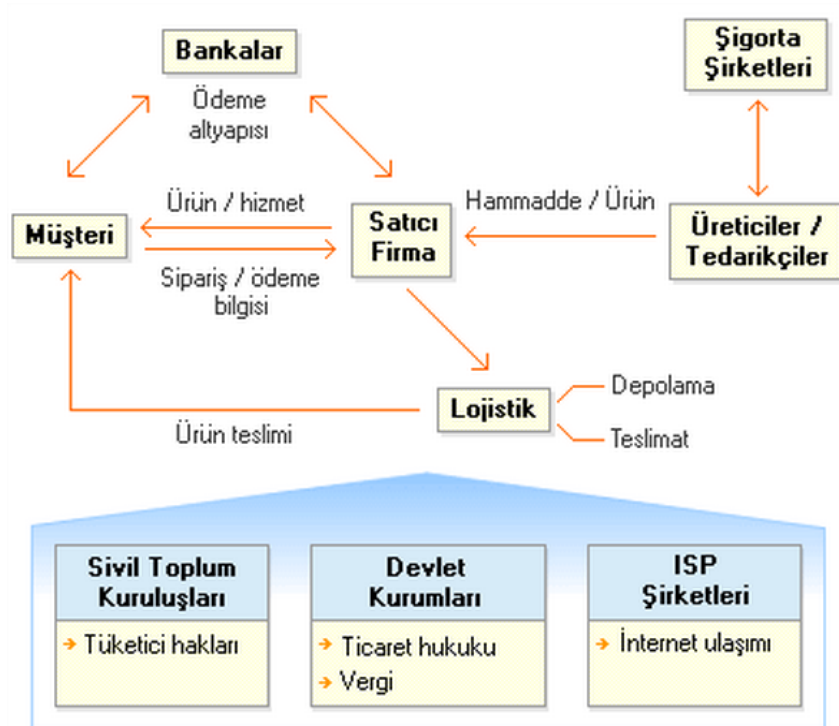 Bankalar
Şigorta
Şirketleri
Ödeme
altyapısı
Ürün / hizmet
Hammadde / Ürün
Müşteri
Satıcı
Firma
Üreticiler /
Tedarikçiler
Sipariş / ödeme
bilgisi
Lojistik
Depolama
Teslimat
Ürün teslimi
Sivil Toplum
Kuruluşları
Tüketici hakları
Devlet
Kurumları
Ticaret hukuku
Vergi
ISP
Şirketleri
İnternet ulaşımı